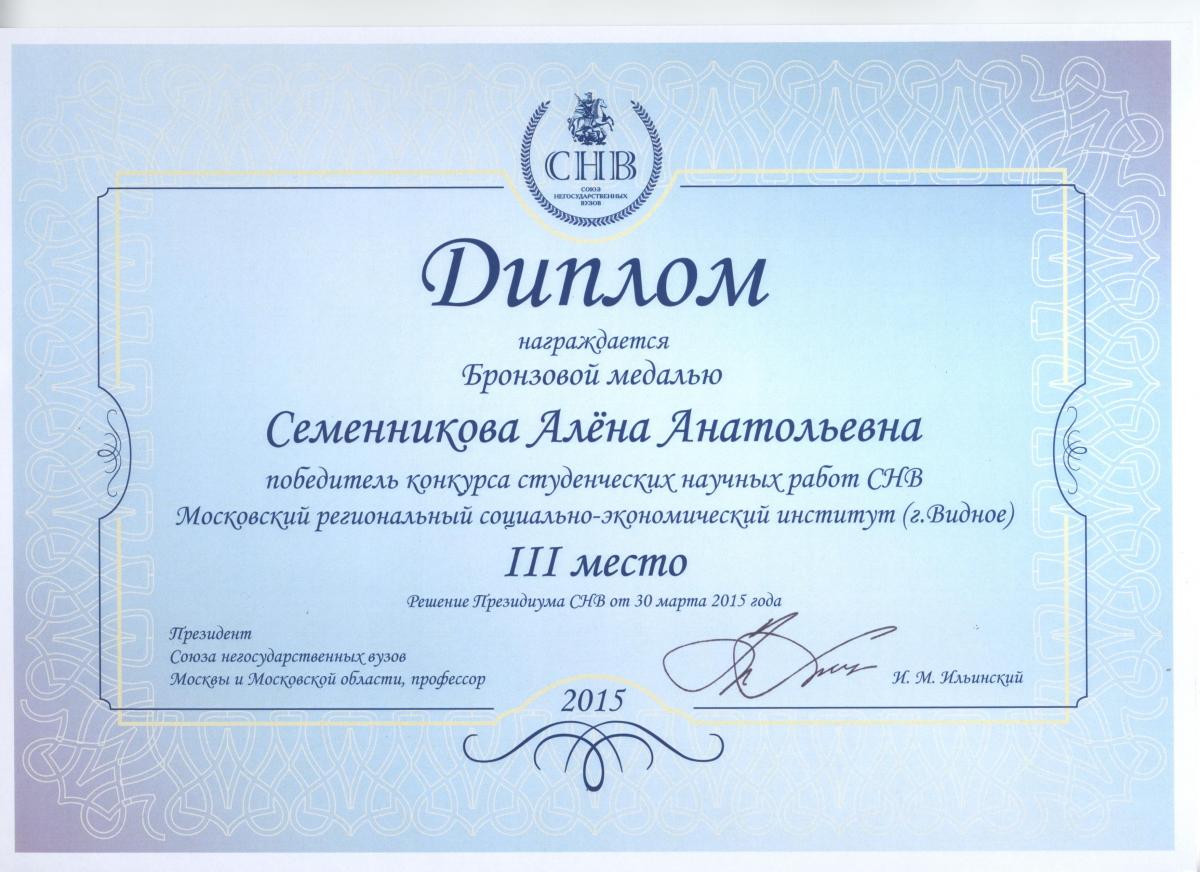 СНВ
СОЮЗ
НЕГОСУДАРСТВЕННЫХ
ВУЗОВ
Диплом
награждается
Бронзовой медалью
Семенникова Алёна Анатольевна
победитель конкурса студенческих научных работ СНВ
Московский региональный социально-экономический институт (г.Видное)
III место
Решение Президиума СНВ от 30 марта 2015 года
Президент
Союза негосударственных вузов
Москвы и Московской области, профессор
И. М. Ильинский
2015